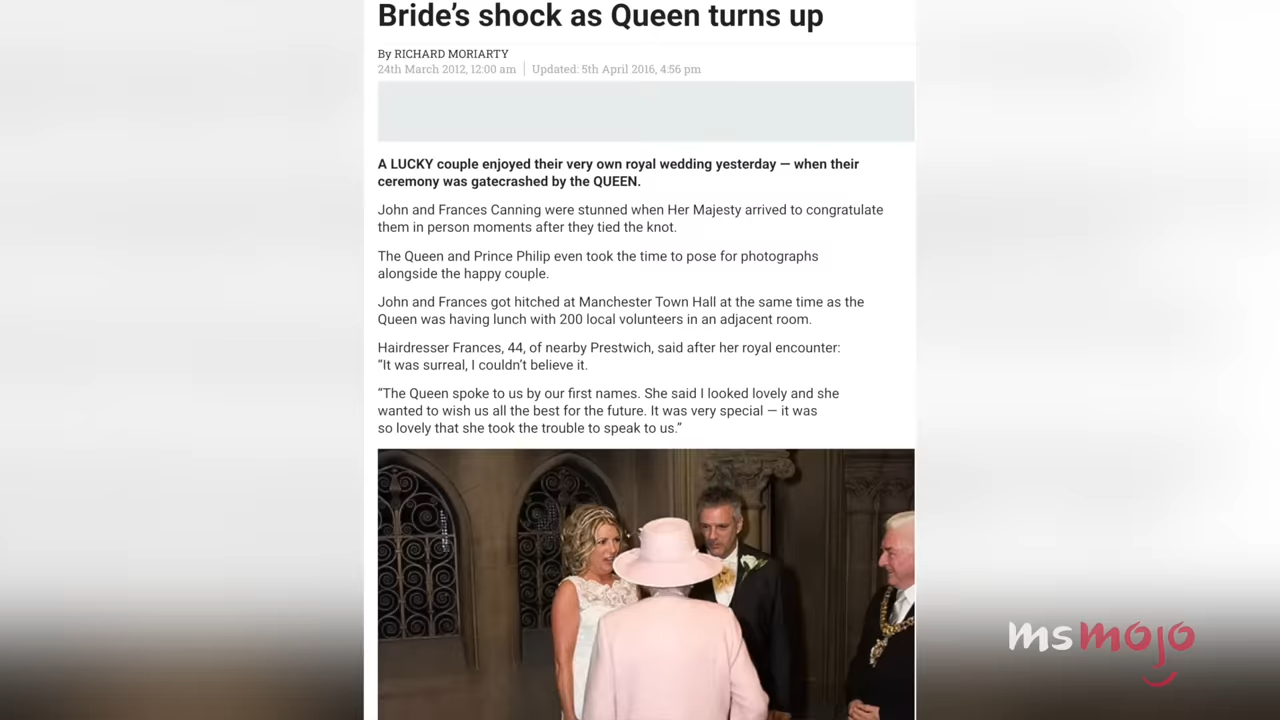 Bride’s shock as Queen turns up
By RICHARD MORIARTY
24th March 2012, 12:00 am | Updated: 5th April 2016, 4:56 pm
A LUCKY couple enjoyed their very own royal wedding yesterday — when their
ceremony was gatecrashed by the QUEEN.
John and Frances Canning were stunned when Her Majesty arrived to congratulate
them in person moments after they tied the knot.
The Queen and Prince Philip even took the time to pose for photographs
alongside the happy couple.
John and Frances got hitched at Manchester Town Hall at the same time as the
Queen was having lunch with 200 local volunteers in an adjacent room.
Hairdresser Frances, 44, of nearby Prestwich, said after her royal encounter:
“It was surreal, I couldn’t believe it.
“The Queen spoke to us by our first names. She said I looked lovely and she
wanted to wish us all the best for the future. It was very special — it was
so lovely that she took the trouble to speak to us.”
msmojo